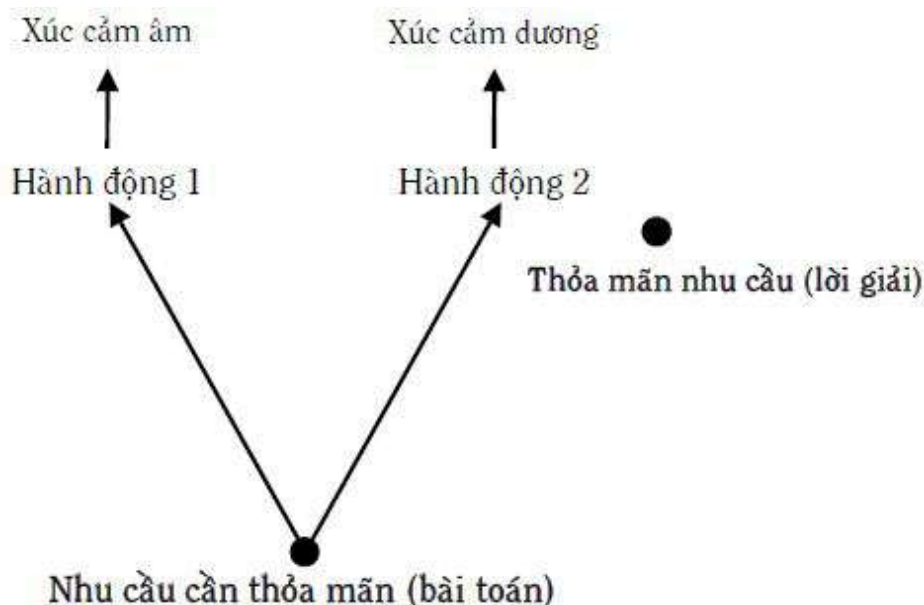 Xúc cảm âm
Xúc cảm dương
Hành động 1
Hành động 2
Thỏa mãn nhu cầu (lời giải)
Nhu cầu cần thỏa mãn (bài toán)